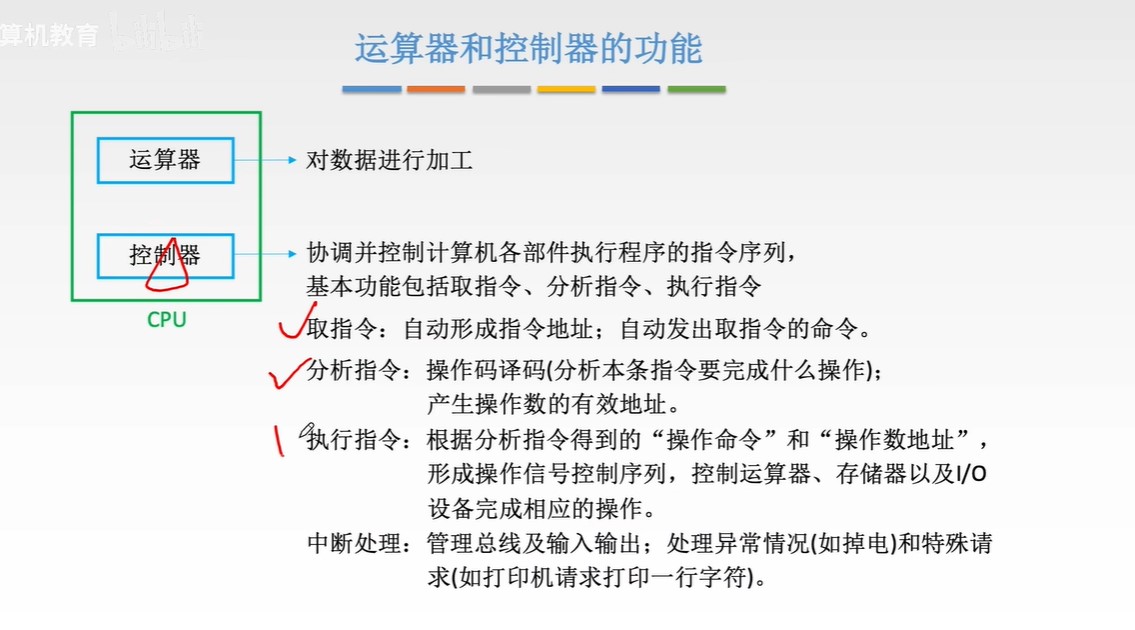 算机教育
运算器和控制器的功能
运算器
对数据进行加工
控制器
协调并控制计算机各部件执行程序的指令序列，
基本功能包括取指令、分析指令、执行指令
CPU
取指令：自动形成指令地址；自动发出取指令的命令。
分析指令：操作码译码(分析本条指令要完成什么操作)；
产生操作数的有效地址。
执行指令：根据分析指令得到的“操作命令”和“操作数地址”，
形成操作信号控制序列，控制运算器、存储器以及I/O
设备完成相应的操作。
中断处理：管理总线及输入输出；处理异常情况(如掉电)和特殊请
求(如打印机请求打印一行字符)。